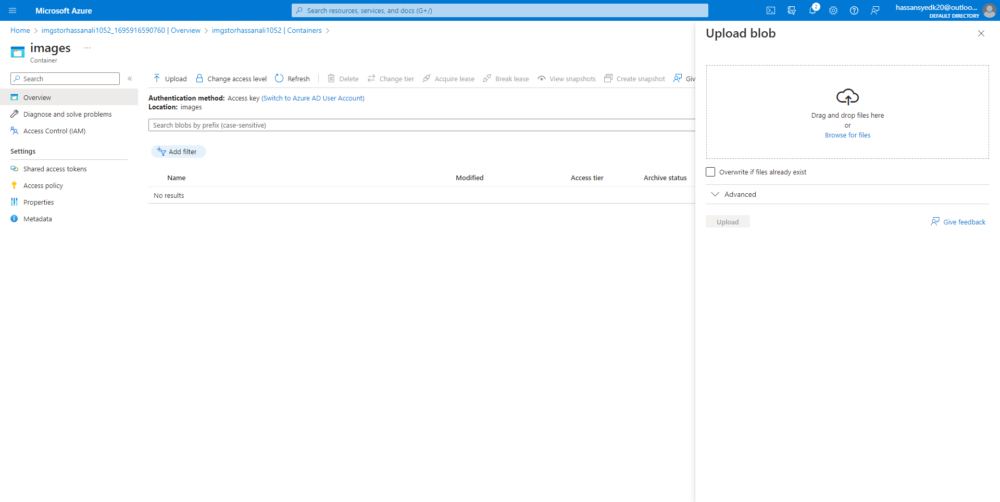 Microsoft Azure
Search resources, services, and docs (G+/)
2
hassansyedk20@outloo...
DEFAULT DIRECTORY
Home > imgstorhassanali1052_1695916590760 | Overview > imgstorhassanali1052 | Containers >
images ...
Container
Search
«
Overview
Diagnose and solve problems
Access Control (IAM)
Settings
Shared access tokens
Access policy
Properties
Metadata
Upload Change access level Refresh Delete Change tier Acquire lease Break lease View snapshots Create snapshot Giv
Authentication method: Access key (Switch to Azure AD User Account)
Location: images
Search blobs by prefix (case-sensitive)
Add filter
Name Modified Access tier Archive status
No results
Upload blob
Drag and drop files here
or
Browse for files
Overwrite if files already exist
Advanced
Upload
Give feedback